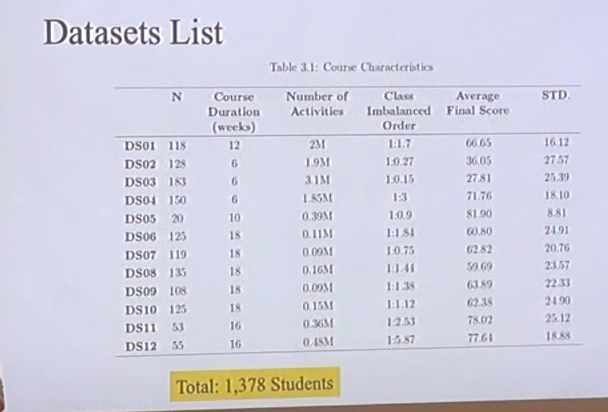 Datasets List
Table 3.1: Course Characteristics
N Course Duration (weeks) Number of Activities Class Imbalanced Order Average Final Score STD.
DS01 118 12 2M 1:1.7 66.65 16.12
DS02 128 6 1.9M 1:0.27 36.05 27.57
DS03 183 6 3.1M 1:0.15 27.81 25.39
DS04 150 6 1.85M 1:3 71.76 18.10
DS05 20 10 0.39M 1:0.9 81.90 8.81
DS06 125 18 0.11M 1:1.84 60.80 24.91
DS07 119 18 0.09M 1:0.75 62.82 20.76
DS08 135 18 0.16M 1:1.44 59.69 23.57
DS09 108 18 0.09M 1:1.38 63.89 22.33
DS10 125 18 0.15M 1:1.12 62.38 24.90
DS11 53 16 0.36M 1:2.53 78.02 25.12
DS12 55 16 0.48M 1:5.87 77.64 18.88
Total: 1,378 Students